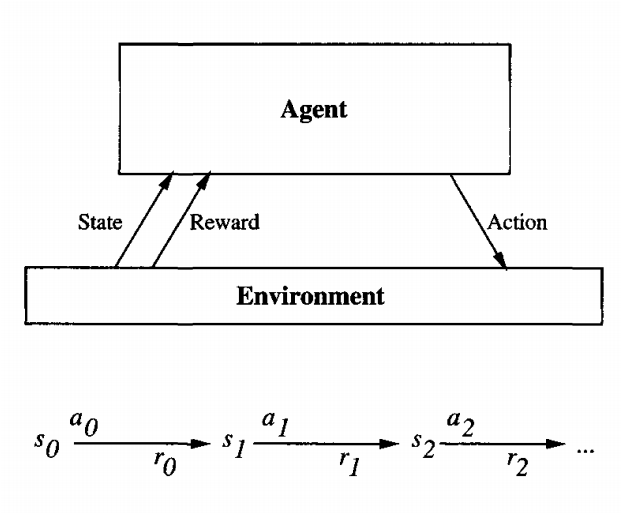 Agent
State Reward Action
Environment
s0 a0 r0 s1 a1 r1 s2 a2 r2 ...